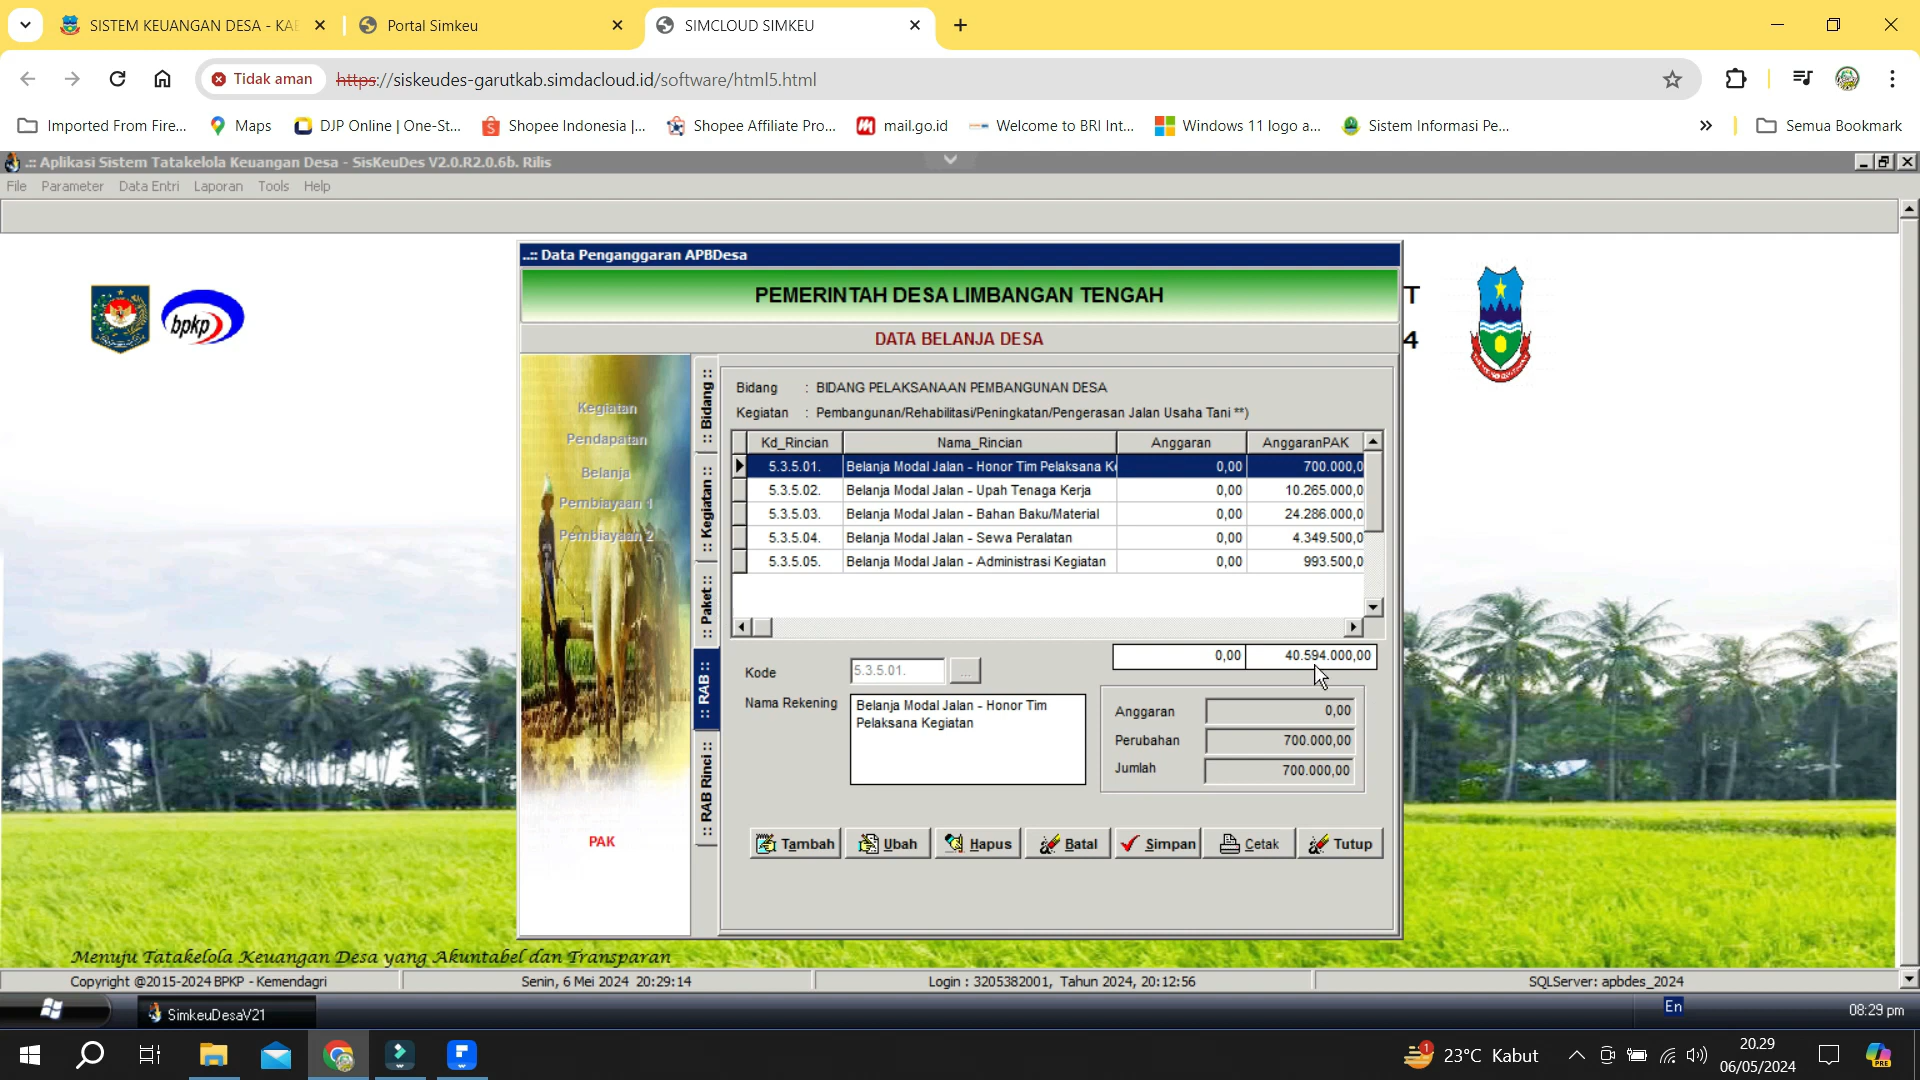 SISTEM KEUANGAN DESA - KAB
Portal Simkeu
SIMCLOUD SIMKEU
Tidak aman
https://siskeudes-garutkab.simdacloud.id/software/html5.html
Imported From Fire...
Maps
DJP Online | One-St...
Shopee Indonesia |...
Shopee Affiliate Pro...
mail.go.id
Welcome to BRI Int...
Windows 11 logo a...
Sistem Informasi Pe...
Semua Bookmark
.:: Aplikasi Sistem Tatakelola Keuangan Desa - SisKeuDes V2.0.R2.0.6b. Rilis
File Parameter Data Entri Laporan Tools Help
..:: Data Penganggaran APBDesa
PEMERINTAH DESA LIMBANGAN TENGAH
T
4
bpkp
DATA BELANJA DESA
Kegiatan
Pendapatan
Belanja
Pembiayaan 1
Pembiayaan 2
PAK
:: Bidang ::
:: Kegiatan ::
:: Paket ::
:: RAB ::
:: RAB Rinci ::
Bidang : BIDANG PELAKSANAAN PEMBANGUNAN DESA
Kegiatan : Pembangunan/Rehabilitasi/Peningkatan/Pengerasan Jalan Usaha Tani **)
Kd_Rincian Nama_Rincian Anggaran AnggaranPAK
5.3.5.01. Belanja Modal Jalan - Honor Tim Pelaksana Ke 0,00 700.000,0
5.3.5.02. Belanja Modal Jalan - Upah Tenaga Kerja 0,00 10.265.000,0
5.3.5.03. Belanja Modal Jalan - Bahan Baku/Material 0,00 24.286.000,0
5.3.5.04. Belanja Modal Jalan - Sewa Peralatan 0,00 4.349.500,0
5.3.5.05. Belanja Modal Jalan - Administrasi Kegiatan 0,00 993.500,0
0,00 40.594.000,00
Kode 5.3.5.01. ...
Nama Rekening Belanja Modal Jalan - Honor Tim
Pelaksana Kegiatan
Anggaran 0,00
Perubahan 700.000,00
Jumlah 700.000,00
Tambah Ubah Hapus Batal Simpan Cetak Tutup
Menuju Tatakelola Keuangan Desa yang Akuntabel dan Transparan
Copyright @2015-2024 BPKP - Kemendagri
Senin, 6 Mei 2024 20:29:14
Login : 3205382001, Tahun 2024, 20:12:56
SQLServer: apbdes_2024
SimkeuDesaV21
En
08:29 pm
1
23°C Kabut
20.29
06/05/2024
PRE